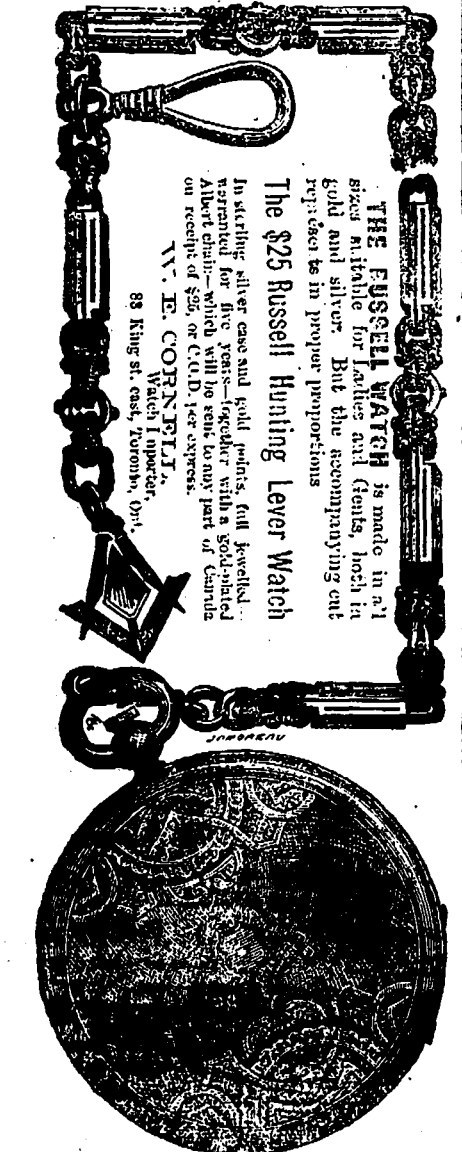 THE RUSSELL WATCH is made in all
sizes suitable for Ladies and Gents, both in
gold and silver. But the accompanying cut
represents in proper proportions
The $25 Russell Hunting Lever Watch
In sterling silver case and gold points, full jewelled—
warranted for five years—together with a gold-plated
Albert chain—which will be sent to any part of Canada
on receipt of $25, or C.O.D. per express.
W. E. CORNELL,
Watch Importer,
83 King st. east, Toronto, Ont.